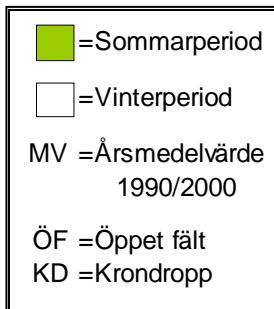 =Sommarperiod
=Vinterperiod
MV =Årsmedelvärde
1990/2000
ÖF =Öppet fält
KD =Krondropp